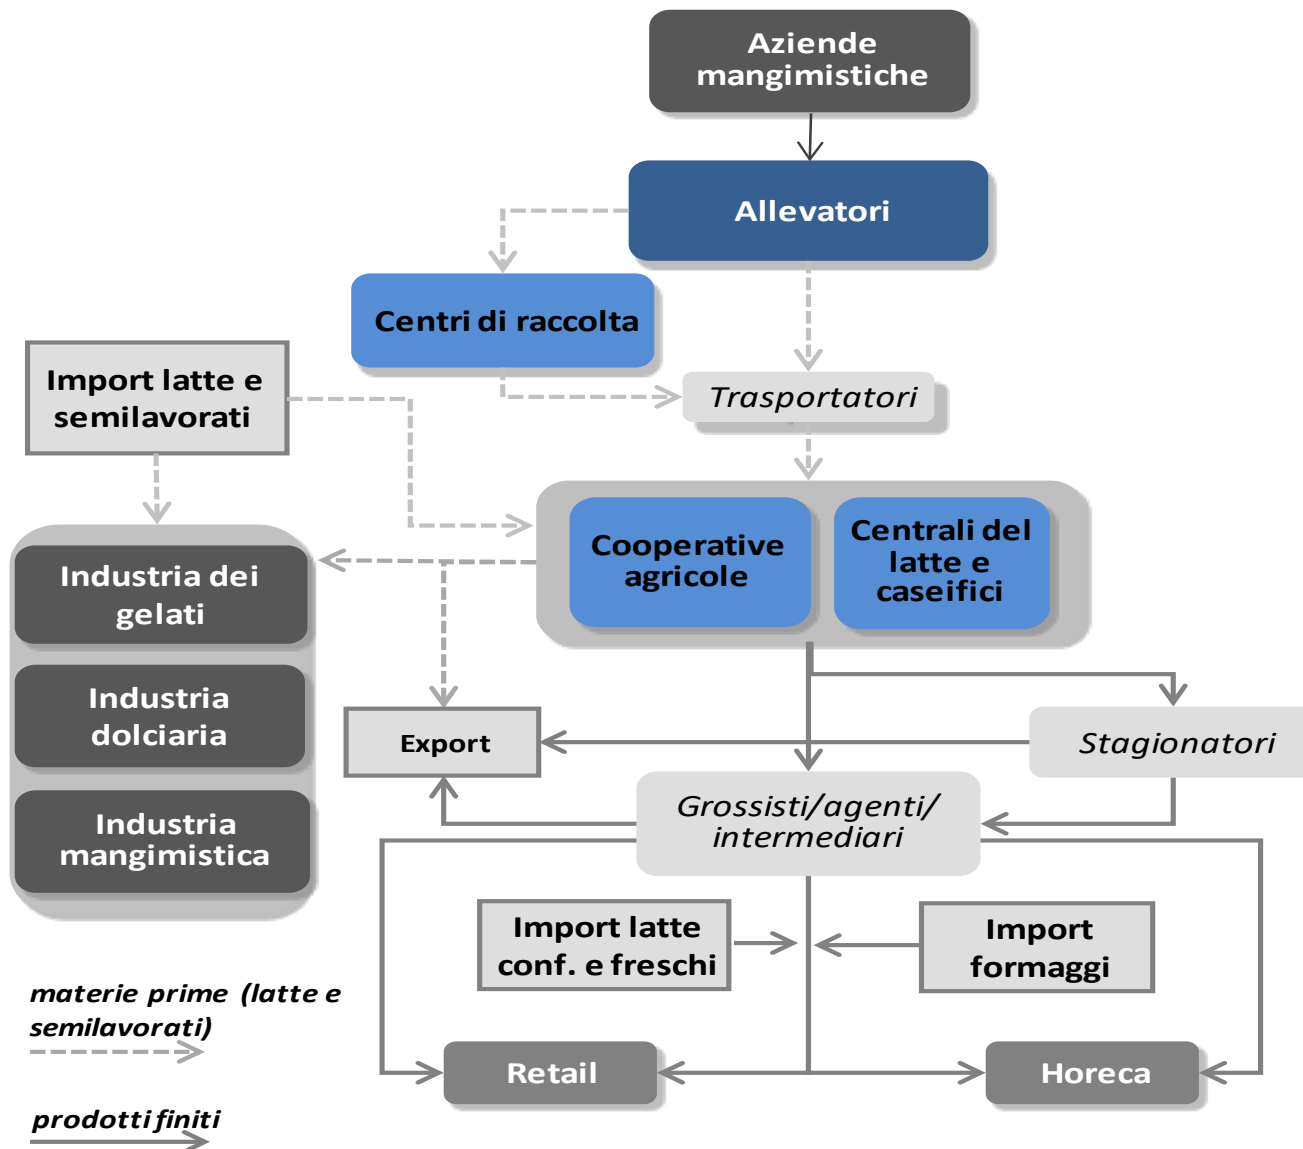 Aziende
mangimistiche
Allevatori
Centri di raccolta
Import latte e
semilavorati
Trasportatori
Cooperative
agricole
Centrali del
latte e
caseifici
Industria dei
gelati
Industria
dolciaria
Industria
mangimistica
Export
Stagionatori
Grossisti/agenti/
intermediari
Import latte
conf. e freschi
Import
formaggi
materie prime (latte e
semilavorati)
Retail
Horeca
prodotti finiti